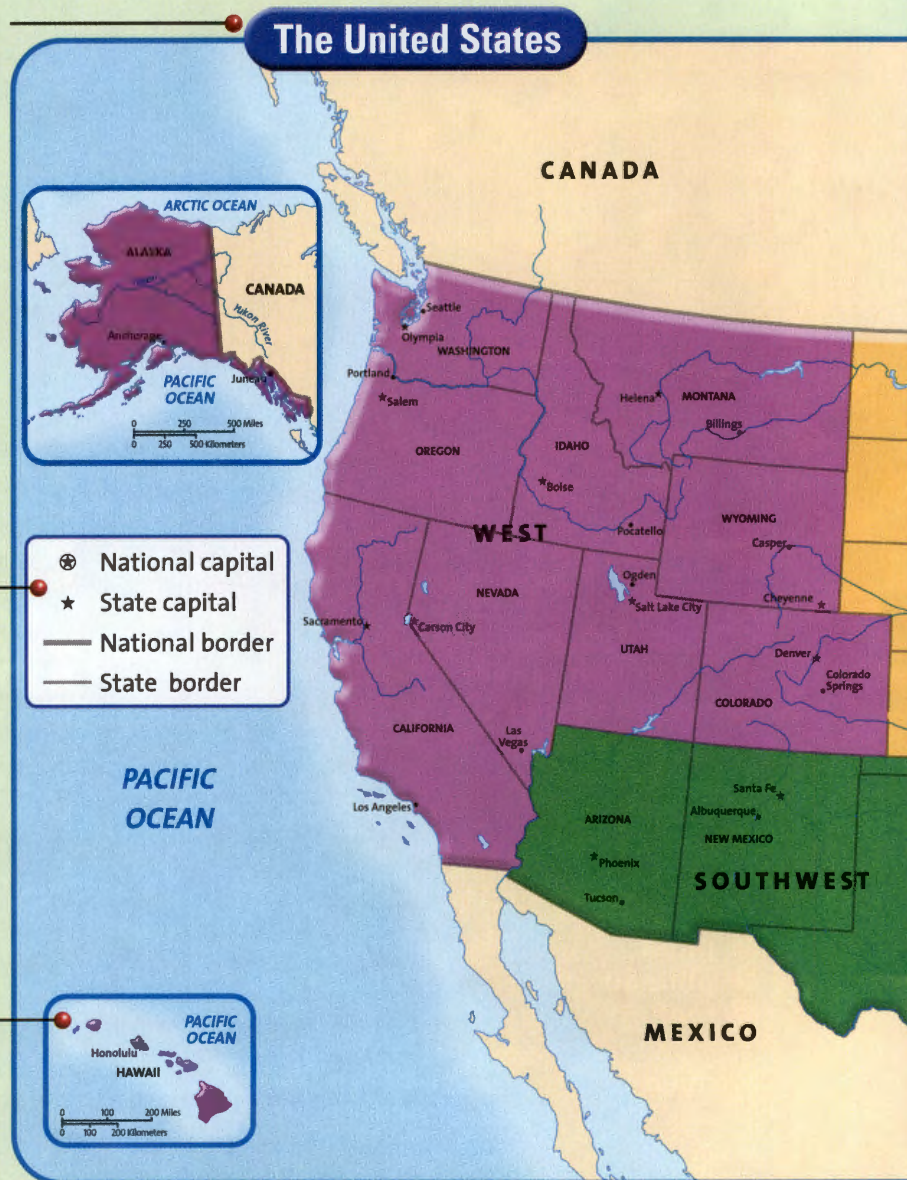 The United States
CANADA
ARCTIC OCEAN
ALASKA
CANADA
Yukon River
Anchorage
PACIFIC
OCEAN
Juneau
0 250 500 Miles
0 250 500 Kilometers
Seattle
Olympia
WASHINGTON
Portland
Salem
Helena
MONTANA
Billings
OREGON
IDAHO
Boise
WEST
Pocatello
WYOMING
Casper
National capital
State capital
National border
State border
NEVADA
Ogden
Salt Lake City
Cheyenne
Sacramento
Carson City
UTAH
Denver
Colorado
Springs
COLORADO
CALIFORNIA
Las
Vegas
PACIFIC
OCEAN
Los Angeles
Santa Fe
Albuquerque
ARIZONA
NEW MEXICO
Phoenix
SOUTHWEST
Tucson
MEXICO
PACIFIC
OCEAN
Honolulu
HAWAII
0 100 200 Miles
0 100 200 Kilometers